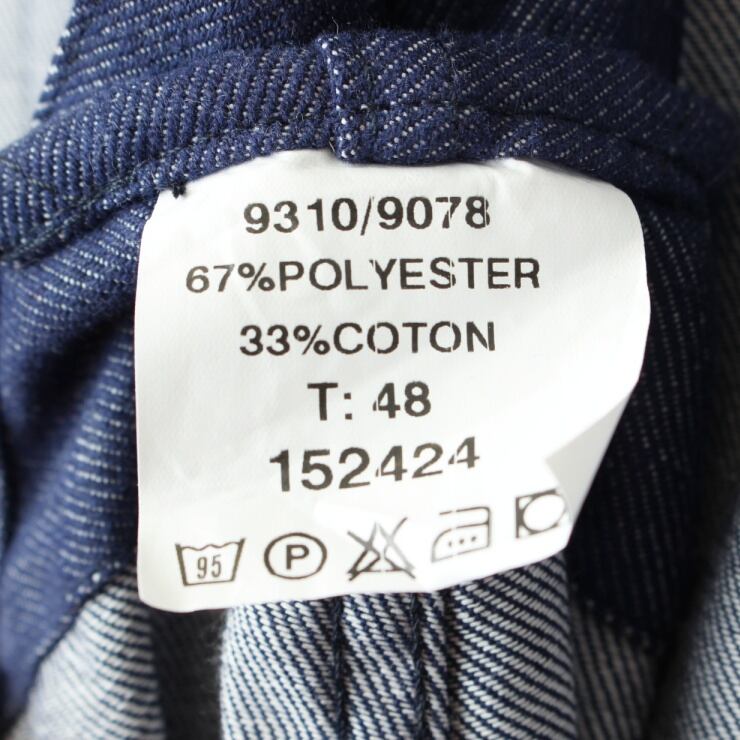 9310/9078
67%POLYESTER
33%COTON
T: 48
152424
95 P